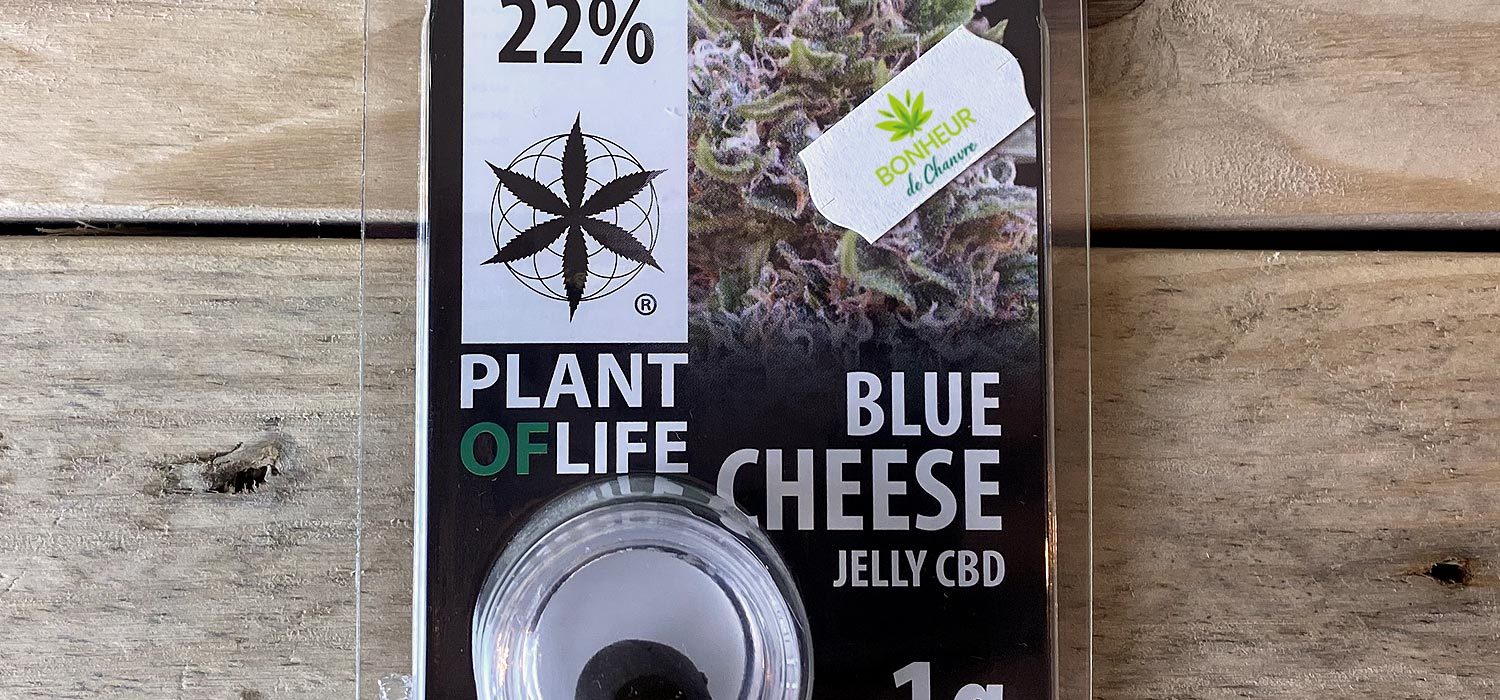 22%
BONHEUR
de Chanvre
®
PLANT
OFLIFE
BLUE
CHEESE
JELLY CBD
1g